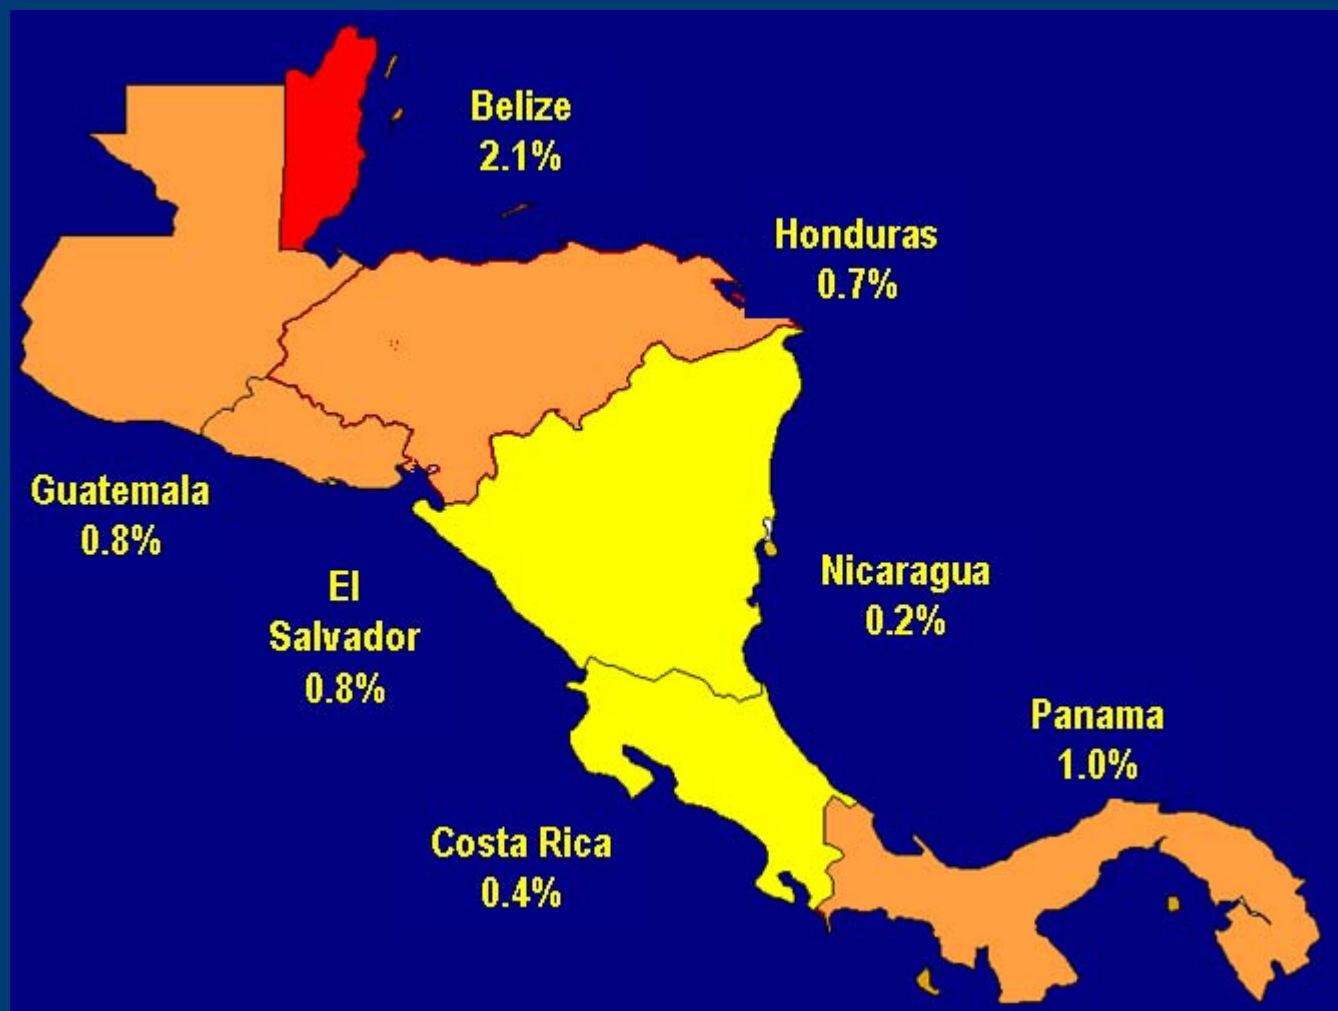 Belize
2.1%
Honduras
0.7%
Guatemala
0.8%
El
Salvador
0.8%
Nicaragua
0.2%
Panama
1.0%
Costa Rica
0.4%